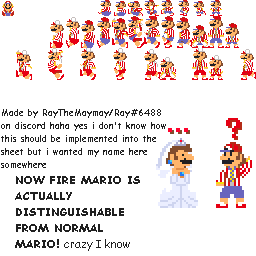 Made by RayTheMaymay/Ray#6488
on discord haha yes i don't know how
this should be implemented into the
sheet but i wanted my name here
somewhere
NOW FIRE MARIO IS
ACTUALLY
DISTINGUISHABLE
FROM NORMAL
MARIO! crazy I know
...
?